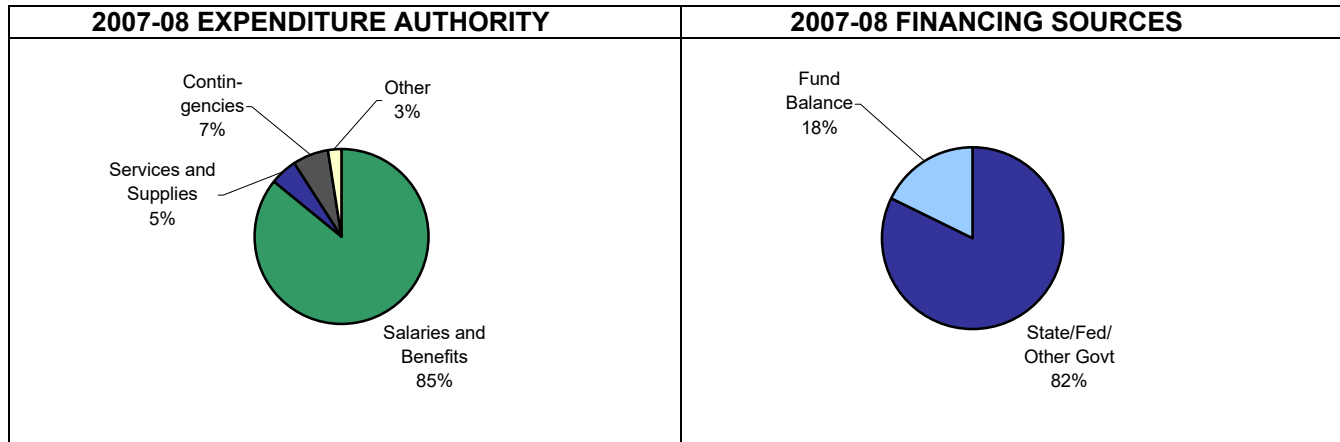 2007-08 EXPENDITURE AUTHORITY
Contin-
gencies
7%
Other
3%
Services and
Supplies
5%
Salaries and
Benefits
85%
2007-08 FINANCING SOURCES
Fund
Balance
18%
State/Fed/
Other Govt
82%